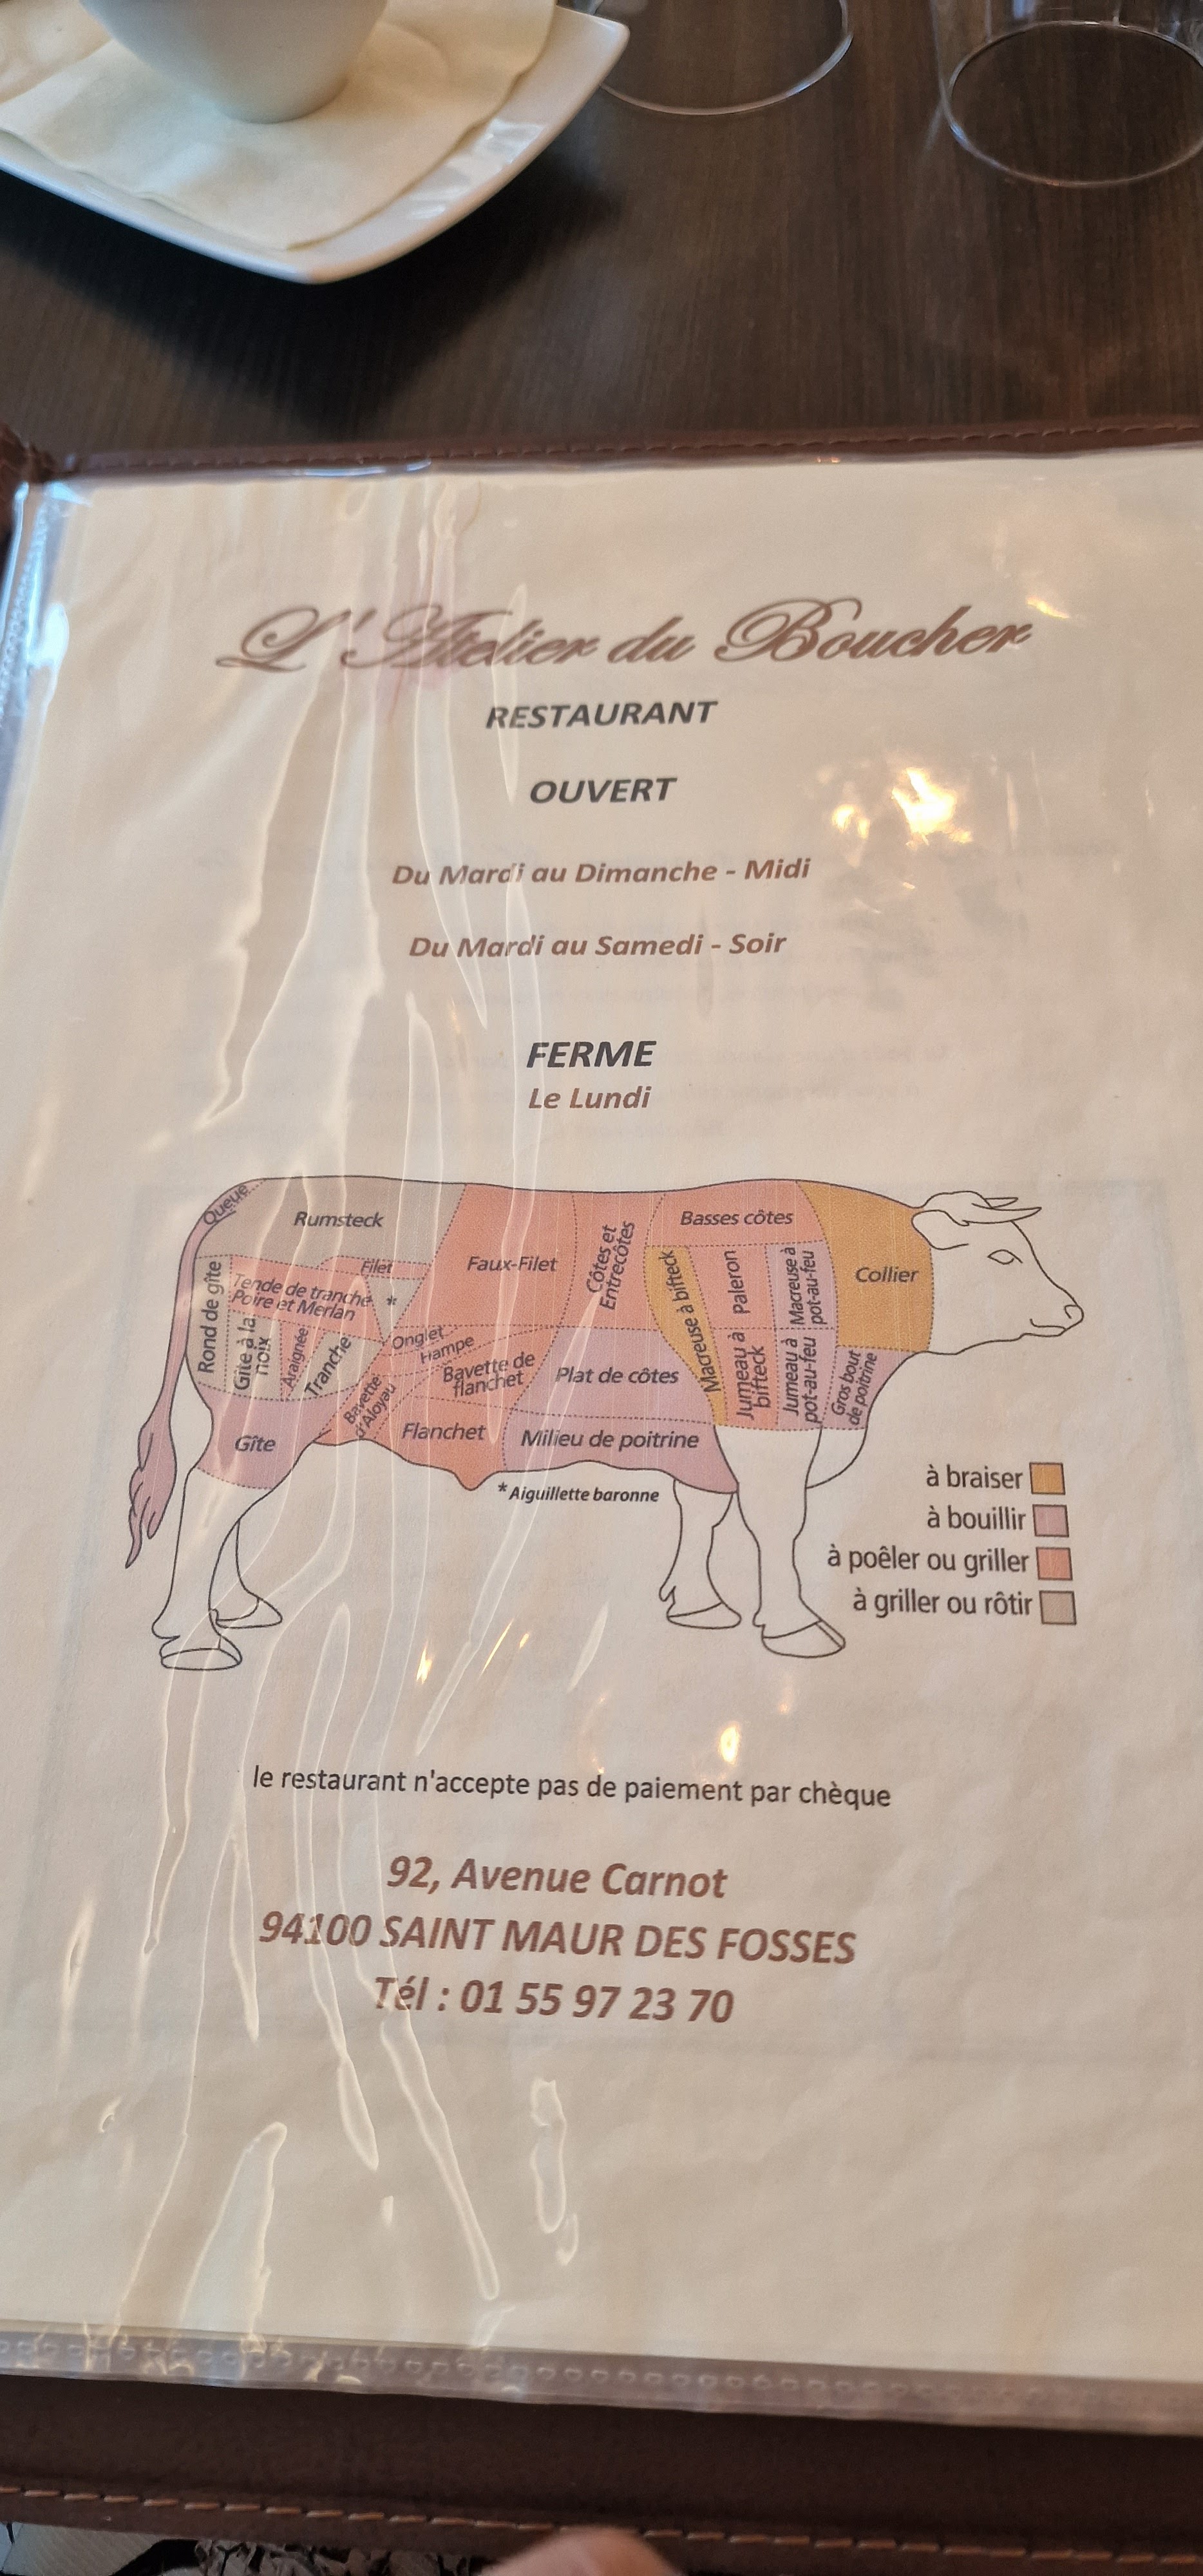 L'Atelier du Boucher
RESTAURANT
OUVERT
Du Mardi au Dimanche - Midi
Du Mardi au Samedi - Soir
FERME
Le Lundi
Queue
Rumsteck
Filet
Faux-Filet
Côtes et
Entrecôtes
Basses côtes
Collier
Rond de gîte
Tende de tranche
Poire et Merlan
*
Gîte à la
noix
Araignée
Tranche
Onglet
Hampe
Bavette de
flanchet
Bavette
d'Aloyau
Flanchet
Plat de côtes
Milieu de poitrine
Macreuse à bifteck
Paleron
Macreuse à
pot-au-feu
Jumeau à
bifteck
Jumeau à
pot-au-feu
Gros bout
de poitrine
Gîte
* Aiguillette baronne
à braiser
à bouillir
à poêler ou griller
à griller ou rôtir
le restaurant n'accepte pas de paiement par chèque
92, Avenue Carnot
94100 SAINT MAUR DES FOSSES
Tél : 01 55 97 23 70